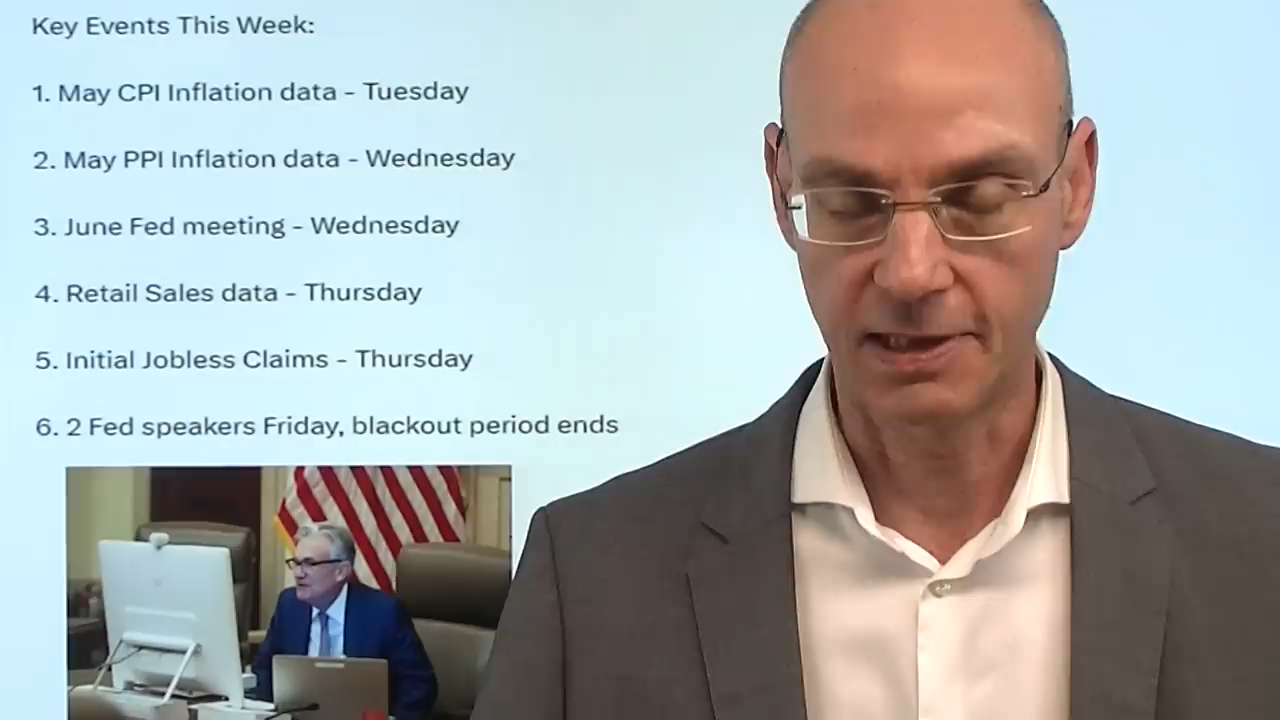 Key Events This Week:
1. May CPI Inflation data - Tuesday
2. May PPI Inflation data - Wednesday
3. June Fed meeting - Wednesday
4. Retail Sales data - Thursday
5. Initial Jobless Claims - Thursday
6. 2 Fed speakers Friday, blackout period ends